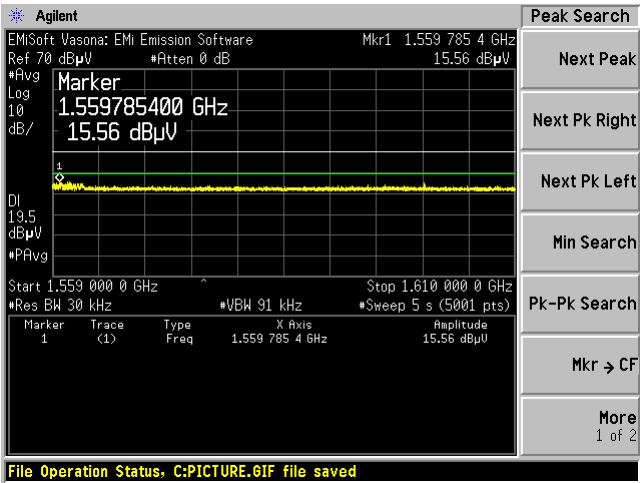 Agilent
Peak Search
EMiSoft Vasona: EMi Emission Software
Mkr1 1.559 785 4 GHz
Ref 70 dBµV #Atten 0 dB 15.56 dBµV
#Avg
Log
10
dB/
Marker
1.559785400 GHz
15.56 dBµV
1
DI
19.5
dBµV
#PAvg
Start 1.559 000 0 GHz ^ Stop 1.610 000 0 GHz
#Res BW 30 kHz #VBW 91 kHz #Sweep 5 s (5001 pts)
Marker Trace Type X Axis Amplitude
1 (1) Freq 1.559 785 4 GHz 15.56 dBµV
Next Peak
Next Pk Right
Next Pk Left
Min Search
Pk-Pk Search
Mkr → CF
More
1 of 2
File Operation Status, C:PICTURE.GIF file saved